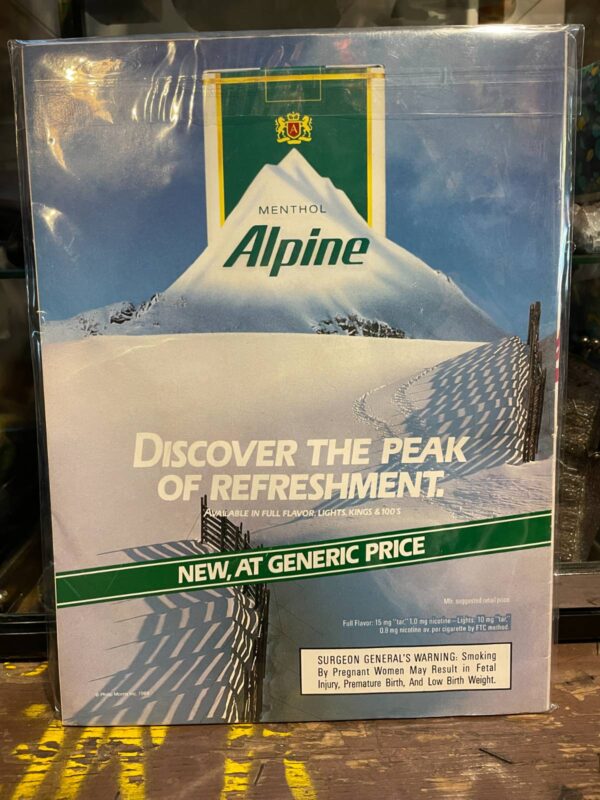 A
MENTHOL
Alpine
DISCOVER THE PEAK
OF REFRESHMENT.
AVAILABLE IN FULL FLAVOR, LIGHTS, KINGS & 100'S
NEW, AT GENERIC PRICE
Mfr. suggested retail price
Full Flavor: 15 mg "tar," 1.0 mg nicotine—Lights: 10 mg "tar,"
0.8 mg nicotine av. per cigarette by FTC method.
SURGEON GENERAL'S WARNING: Smoking
By Pregnant Women May Result in Fetal
Injury, Premature Birth, And Low Birth Weight.
© Philip Morris Inc.